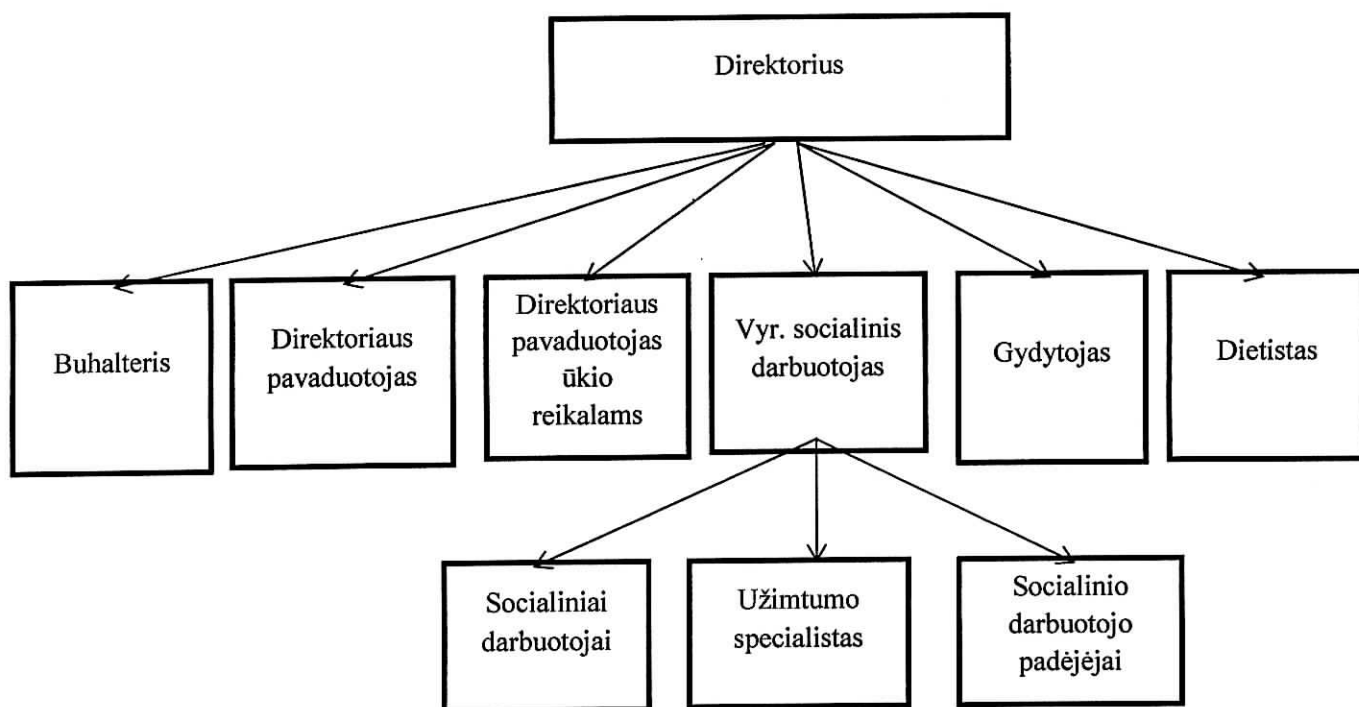 Direktorius
Buhalteris
Direktoriaus
pavaduotojas
Direktoriaus
pavaduotojas
ūkio
reikalams
Vyr. socialinis
darbuotojas
Gydytojas
Dietistas
Socialiniai
darbuotojai
Užimtumo
specialistas
Socialinio
darbuotojo
padėjėjai